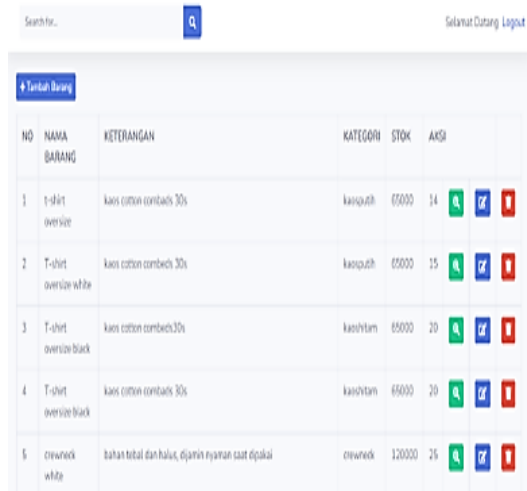 Search for...
Selamat Datang Logout
+ Tambah Barang
NO NAMA BARANG KETERANGAN KATEGORI STOK AKSI
1 t-shirt oversize kaos cotton combads 30s kaosputih 65000 14
2 T-shirt oversize white kaos cotton combeds 30s kaosputih 65000 15
3 T-shirt oversize black kaos cotton combeds30s kaoshitam 65000 20
4 T-shirt oversize black kaos cotton combads 30s kaoshitam 65000 20
5 crewneck white bahan tebal dan halus, dijamin nyaman saat dipakai crewneck 120000 25